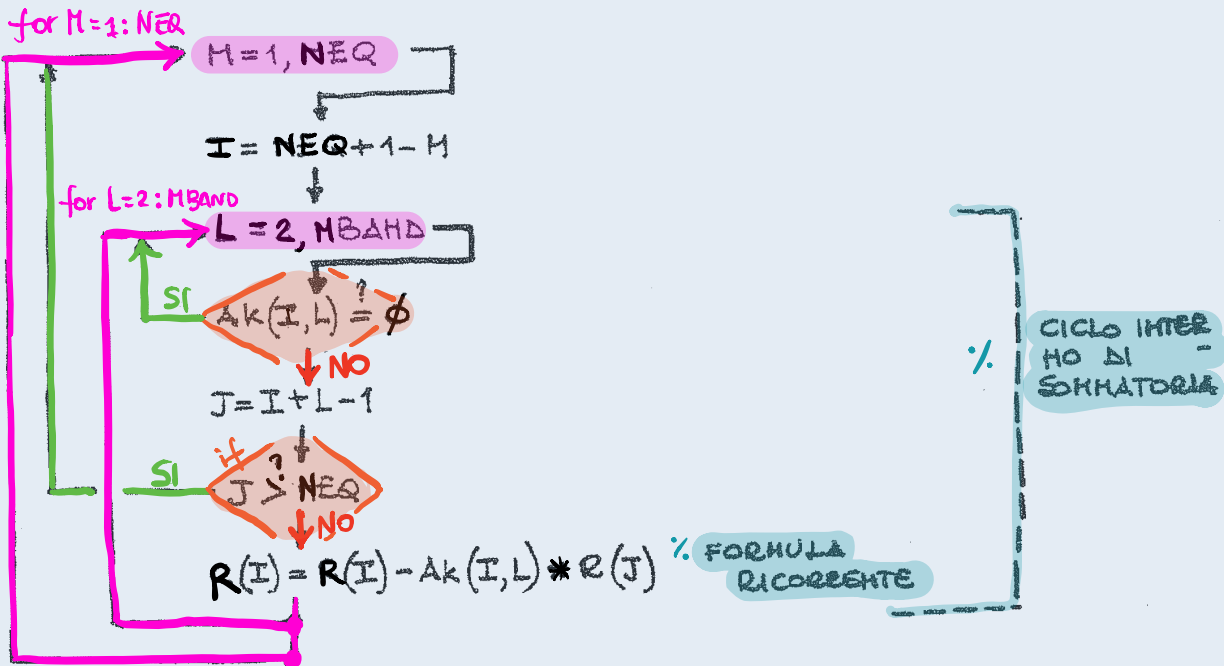 for M=1:NEQ
M=1, NEQ
I = NEQ+1-M
for L=2:MBAND
L = 2, MBAND
SI
AK(I,L) =? ϕ
NO
J=I+L-1
if
SI
J >? NEQ
NO
R(I) = R(I) - AK(I,L) * R(J) % FORMULA
RICORRENTE
% CICLO INTER-
NO DI
SOMMATORIA